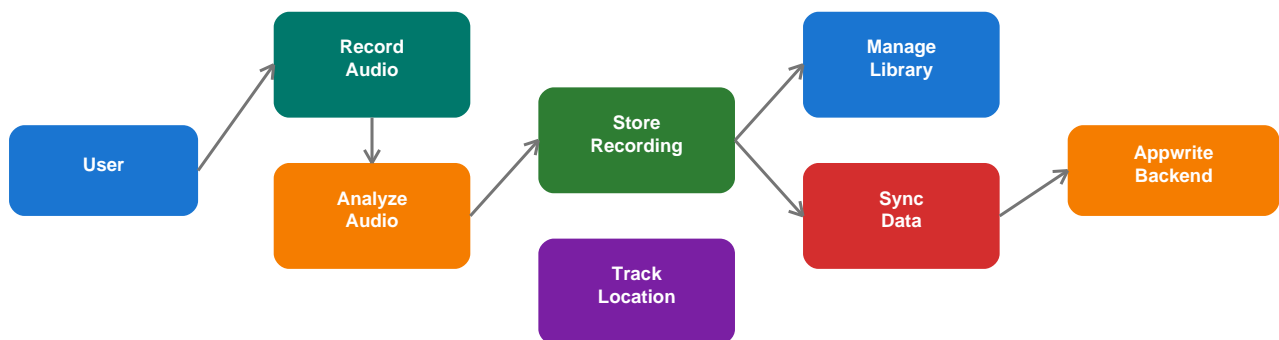 User
Record
Audio
Analyze
Audio
Store
Recording
Track
Location
Manage
Library
Sync
Data
Appwrite
Backend